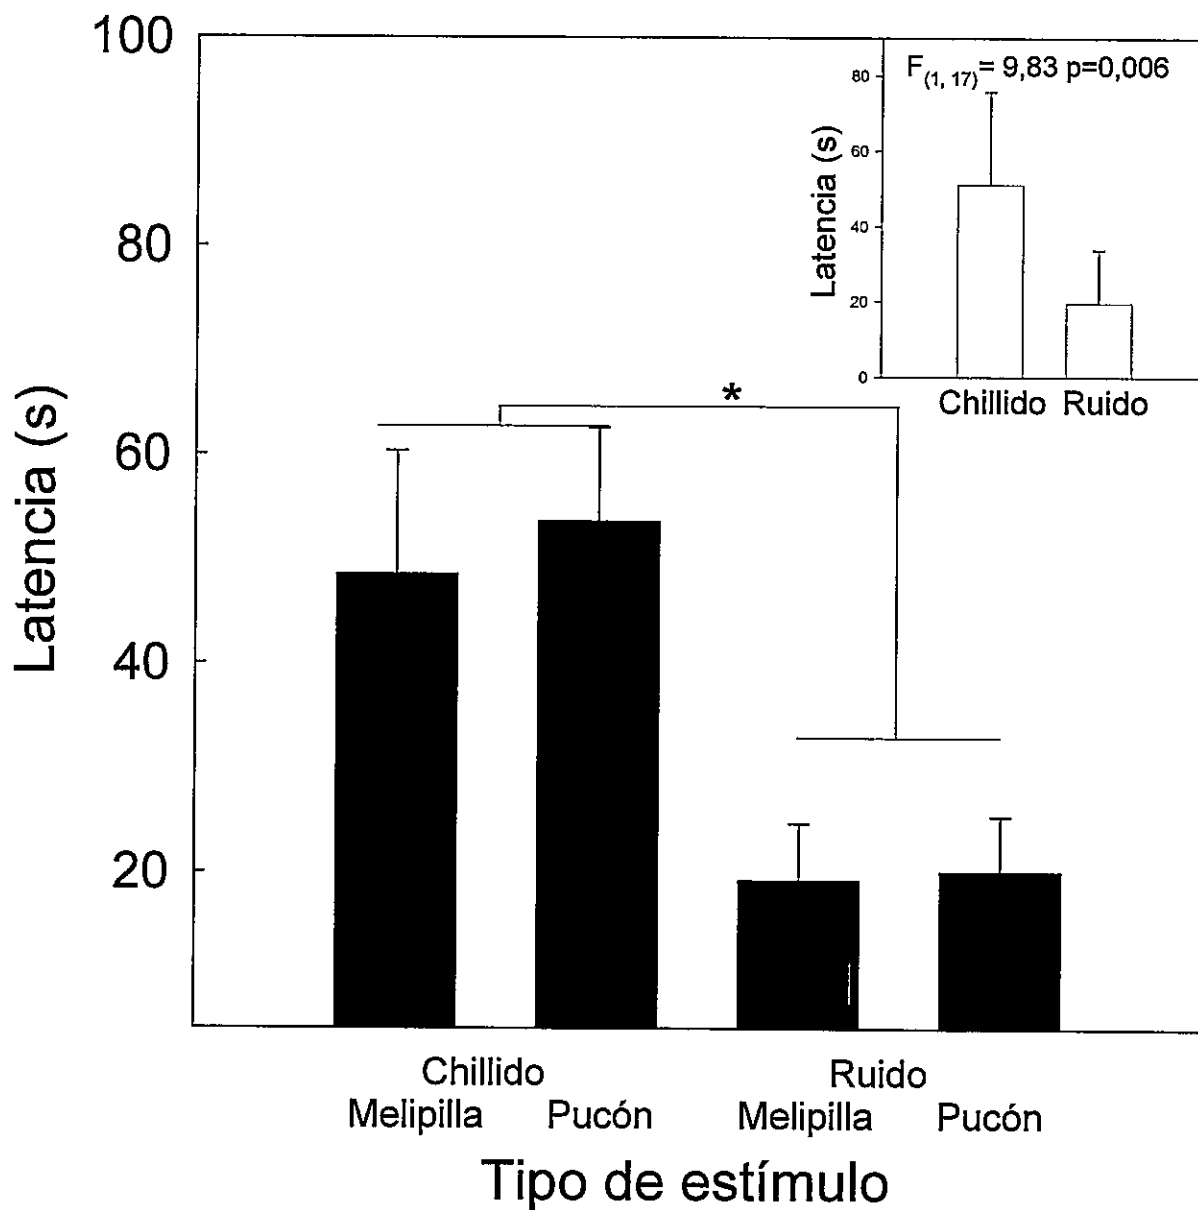 100
80
60
40
20
Latencia (s)
F(1, 17)= 9,83 p=0,006
80
60
40
20
0
Latencia (s)
Chillido Ruido
*
Chillido Ruido
Melipilla Pucón Melipilla Pucón
Tipo de estímulo